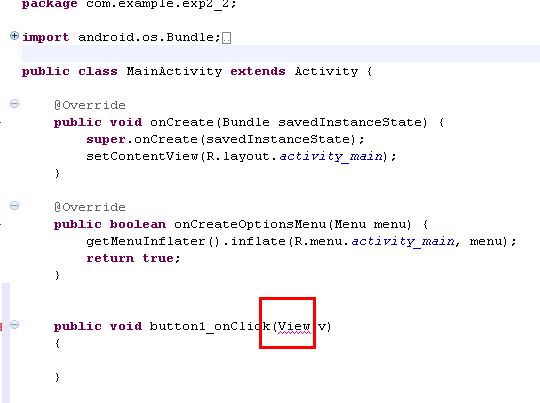 package com.example.exp2_2;
import android.os.Bundle;
public class MainActivity extends Activity {
@Override
public void onCreate(Bundle savedInstanceState) {
super.onCreate(savedInstanceState);
setContentView(R.layout.activity_main);
}
@Override
public boolean onCreateOptionsMenu(Menu menu) {
getMenuInflater().inflate(R.menu.activity_main, menu);
return true;
}
public void button1_onClick(View v)
{
}